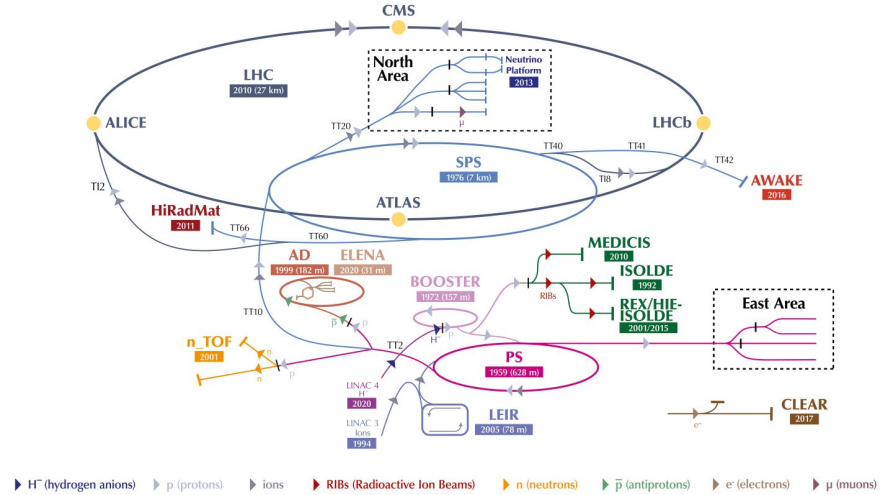 CMS
LHC
2010 (27 km)
North
Area
Neutrino
Platform
2013
μ
ALICE
LHCb
TT20
TT40
TT41
TT42
SPS
1976 (7 km)
TI8
TI2
AWAKE
2016
HiRadMat
2011
TT66
ATLAS
TT60
AD
1999 (182 m)
ELENA
2020 (31 m)
MEDICIS
2010
BOOSTER
1972 (157 m)
ISOLDE
1992
RIBs
REX/HIE-
ISOLDE
2001/2015
East Area
TT10
p̅
p
TT2
H⁻
p
n_TOF
2001
n
n
p
PS
1959 (628 m)
LINAC 4
H⁻
2020
LINAC 3
Ions
1994
LEIR
2005 (78 m)
CLEAR
2017
e⁻
H⁻ (hydrogen anions)
p (protons)
ions
RIBs (Radioactive Ion Beams)
n (neutrons)
p̅ (antiprotons)
e⁻ (electrons)
μ (muons)